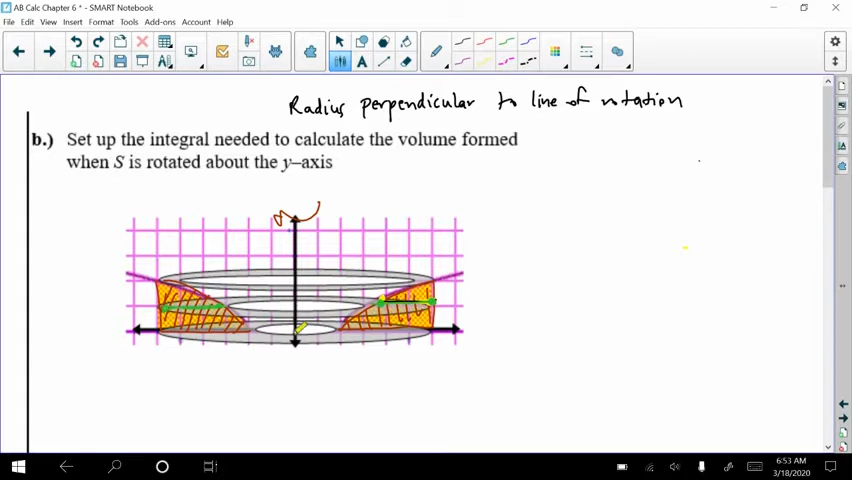 AB Calc Chapter 6 * - SMART Notebook
File Edit View Insert Format Tools Add-ons Account Help
Radius perpendicular to line of rotation
b.) Set up the integral needed to calculate the volume formed
when S is rotated about the y–axis
6:53 AM
3/18/2020